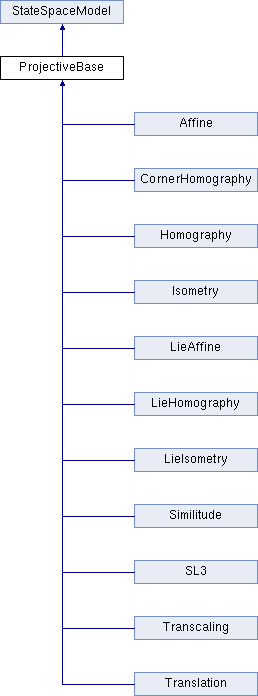 StateSpaceModel
ProjectiveBase
Affine
CornerHomography
Homography
Isometry
LieAffine
LieHomography
LieIsometry
Similitude
SL3
Transcaling
Translation